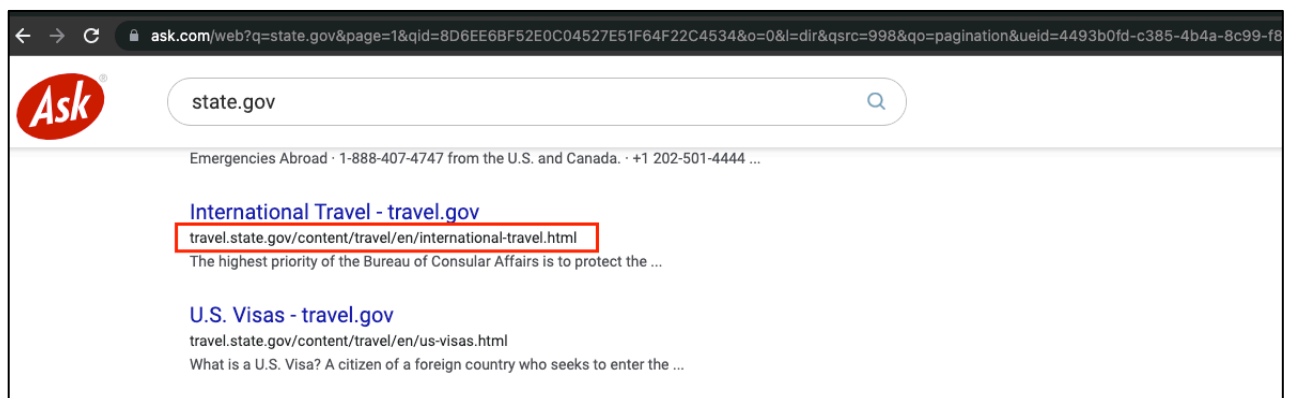 ask.com/web?q=state.gov&page=1&qid=8D6EE6BF52E0C04527E51F64F22C4534&o=0&l=dir&qsrc=998&qo=pagination&ueid=4493b0fd-c385-4b4a-8c99-f8
Ask®
state.gov
Emergencies Abroad · 1-888-407-4747 from the U.S. and Canada. · +1 202-501-4444 ...
International Travel - travel.gov
travel.state.gov/content/travel/en/international-travel.html
The highest priority of the Bureau of Consular Affairs is to protect the ...
U.S. Visas - travel.gov
travel.state.gov/content/travel/en/us-visas.html
What is a U.S. Visa? A citizen of a foreign country who seeks to enter the ...